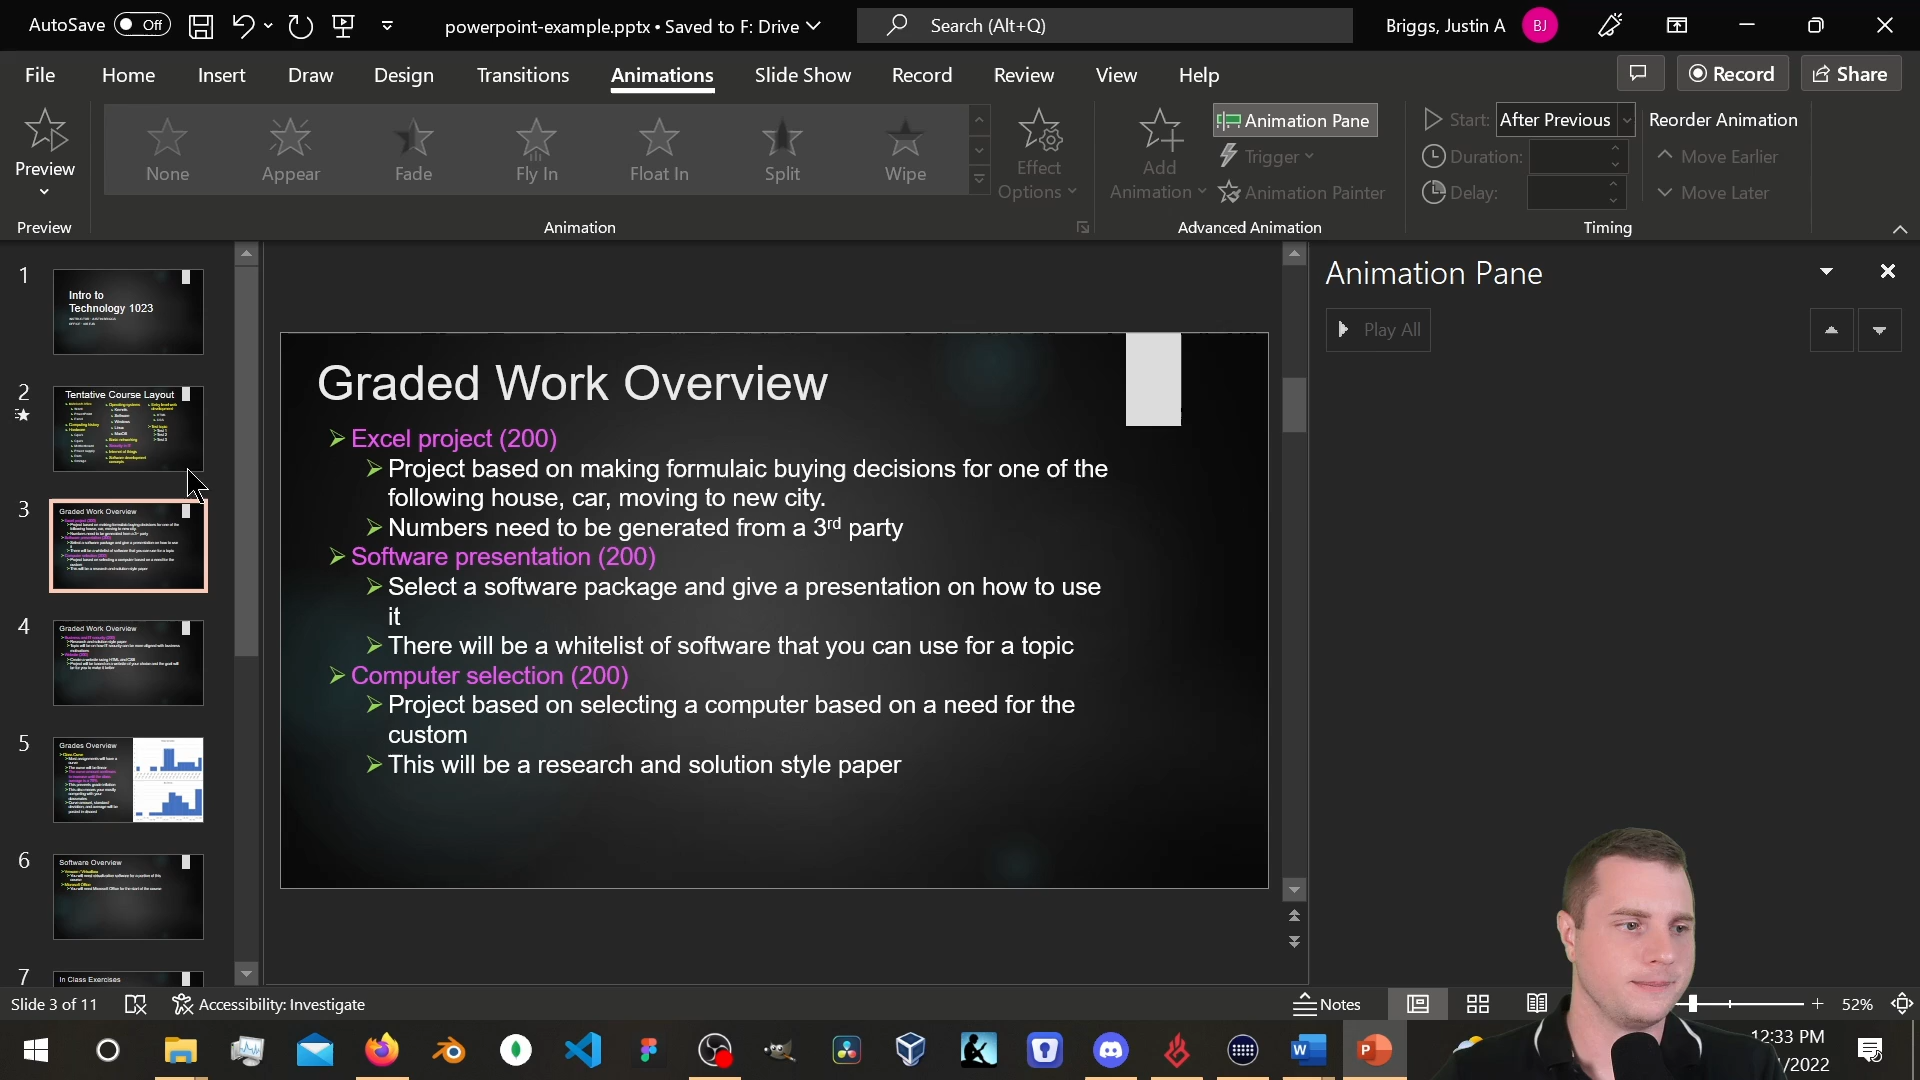 AutoSave Off powerpoint-example.pptx • Saved to F: Drive Search (Alt+Q) Briggs, Justin A BJ
File Home Insert Draw Design Transitions Animations Slide Show Record Review View Help Record Share
Preview
None Appear Fade Fly In Float In Split Wipe
Effect Options
Add Animation
Animation Pane
Trigger
Animation Painter
Start: After Previous
Duration:
Delay:
Reorder Animation
Move Earlier
Move Later
Preview Animation Advanced Animation Timing
1
Intro to
Technology 1023
2
Tentative Course Layout
3
Graded Work Overview
4
Graded Work Overview
5
Grades Overview
6
Software Overview
7
In Class Exercises
Graded Work Overview
Excel project (200)
Project based on making formulaic buying decisions for one of the
following house, car, moving to new city.
Numbers need to be generated from a 3rd party
Software presentation (200)
Select a software package and give a presentation on how to use
it
There will be a whitelist of software that you can use for a topic
Computer selection (200)
Project based on selecting a computer based on a need for the
custom
This will be a research and solution style paper
Animation Pane
Play All
Slide 3 of 11 Accessibility: Investigate Notes 52%
12:33 PM
/2022